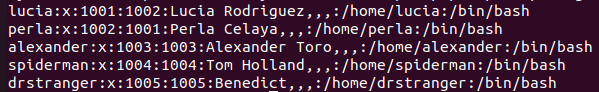 lucia:x:1001:1002:Lucia Rodriguez,,,:/home/lucia:/bin/bash
perla:x:1002:1001:Perla Celaya,,,:/home/perla:/bin/bash
alexander:x:1003:1003:Alexander Toro,,,:/home/alexander:/bin/bash
spiderman:x:1004:1004:Tom Holland,,,:/home/spiderman:/bin/bash
drstranger:x:1005:1005:Benedict,,,:/home/drstranger:/bin/bash